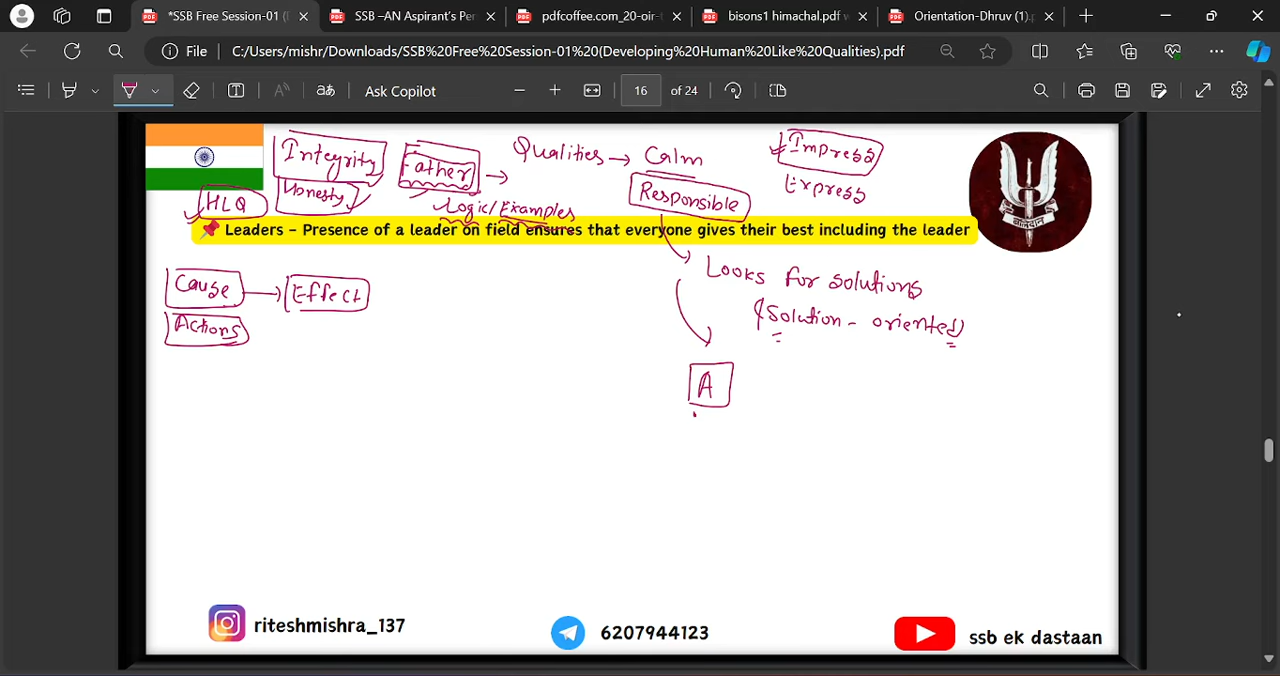 *SSB Free Session-01 (
SSB –AN Aspirant's Pe
pdfcoffee.com_20-oir-t
bisons1 himachal.pdf w
Orientation-Dhruv (1).p
File
C:/Users/mishr/Downloads/SSB%20Free%20Session-01%20(Developing%20Human%20Like%20Qualities).pdf
aあ
Ask Copilot
16 of 24
Integrity
Honesty
HLQ
Father
Logic/Examples
Qualities → Calm
Responsible
Impress
Express
बलिदान
Leaders - Presence of a leader on field ensures that everyone gives their best including the leader
Cause → Effect
Actions
Looks for solutions
(Solution - oriented)
A
riteshmishra_137
6207944123
ssb ek dastaan